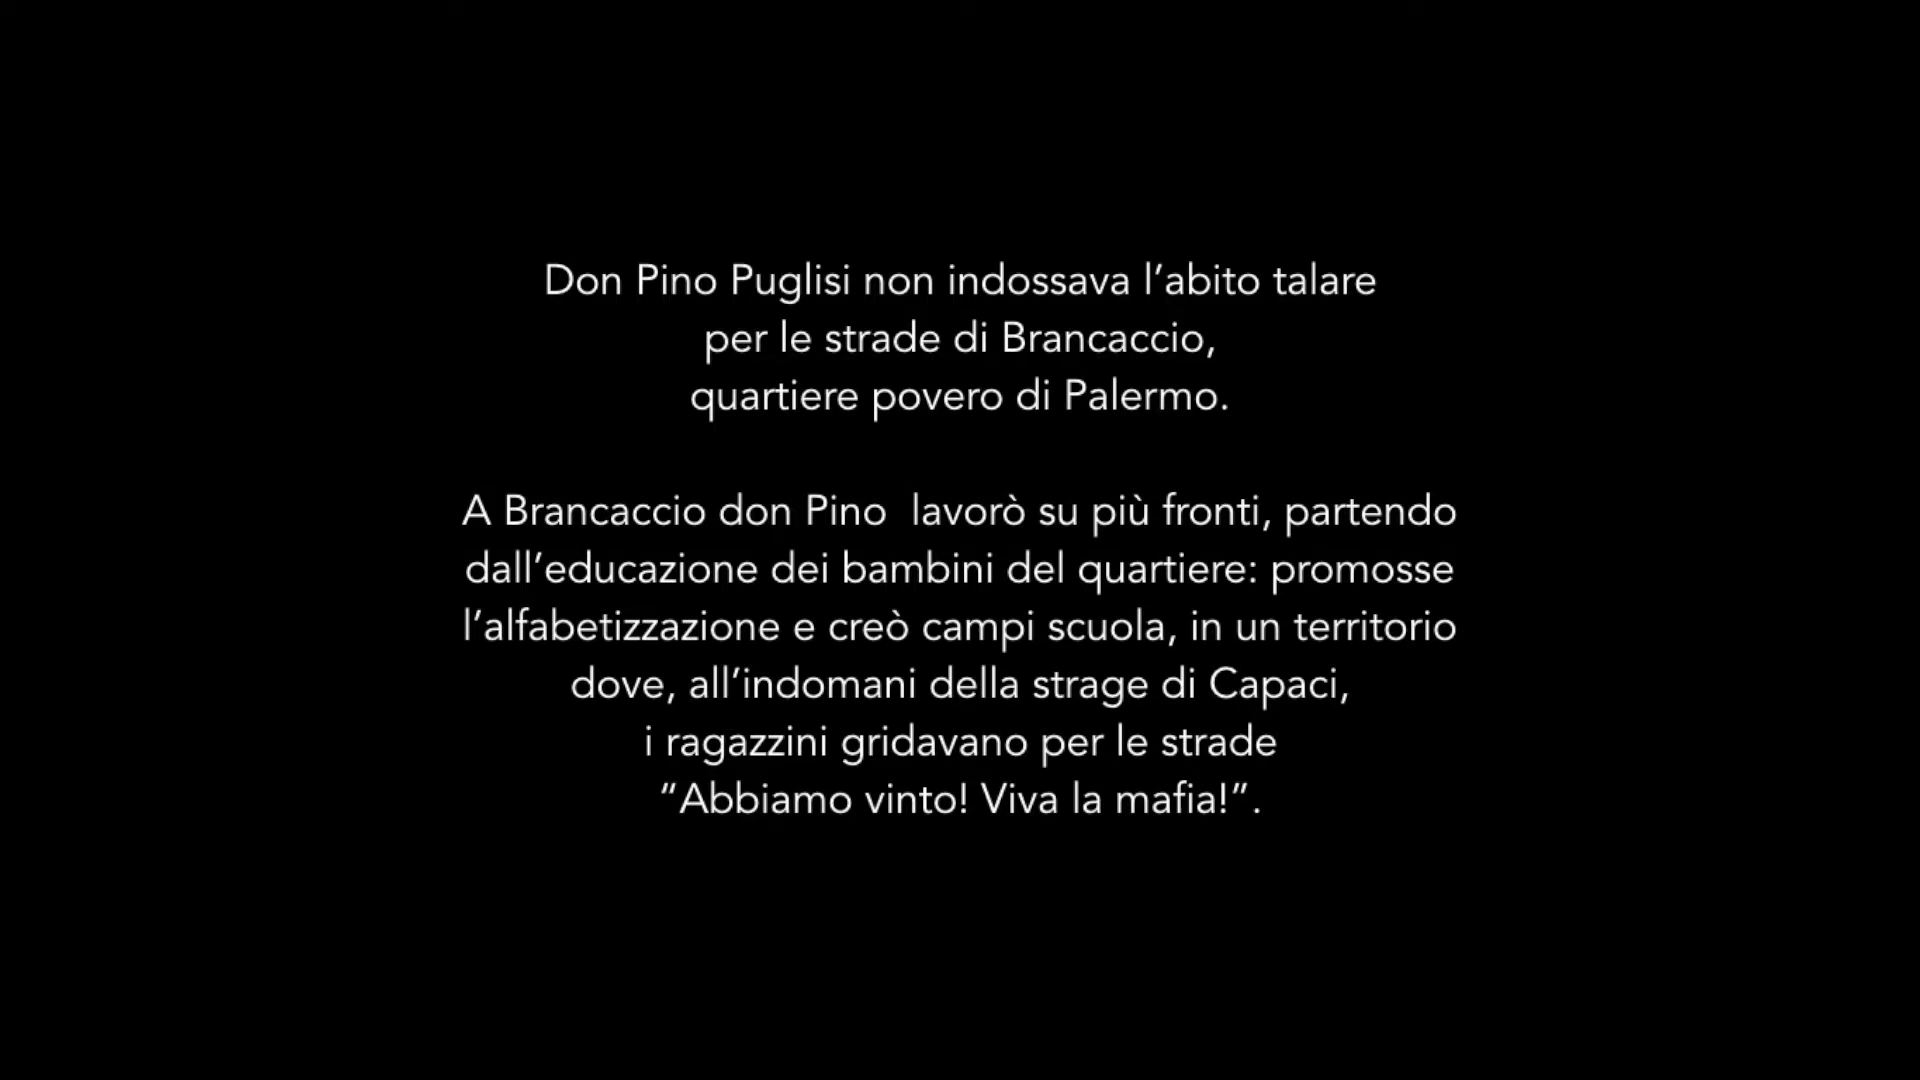 Don Pino Puglisi non indossava l’abito talare
per le strade di Brancaccio,
quartiere povero di Palermo.
A Brancaccio don Pino  lavorò su più fronti, partendo
dall’educazione dei bambini del quartiere: promosse
l’alfabetizzazione e creò campi scuola, in un territorio
dove, all’indomani della strage di Capaci,
i ragazzini gridavano per le strade
“Abbiamo vinto! Viva la mafia!”.